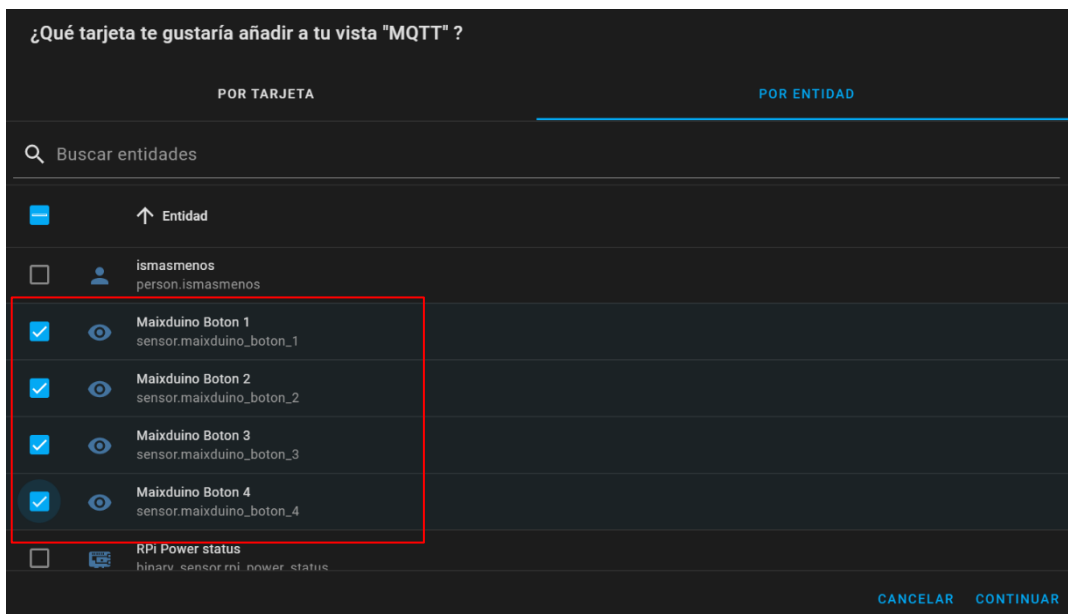 ¿Qué tarjeta te gustaría añadir a tu vista "MQTT" ?
POR TARJETA
POR ENTIDAD
Buscar entidades
Entidad
ismasmenos
person.ismasmenos
Maixduino Boton 1
sensor.maixduino_boton_1
Maixduino Boton 2
sensor.maixduino_boton_2
Maixduino Boton 3
sensor.maixduino_boton_3
Maixduino Boton 4
sensor.maixduino_boton_4
RPi Power status
binary_sensor.rpi_power_status
CANCELAR CONTINUAR